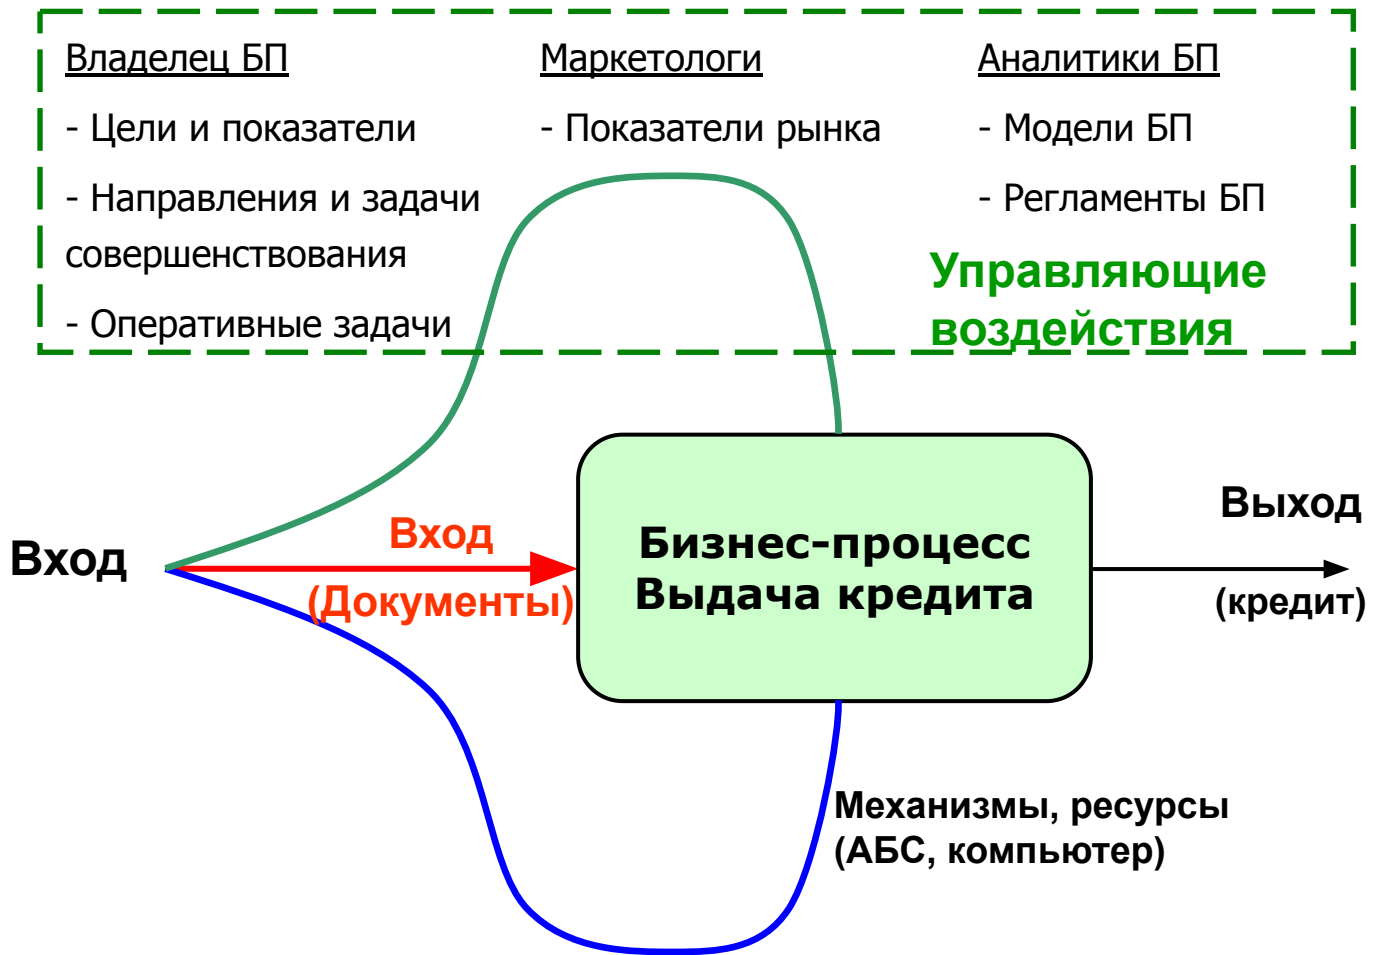 Владелец БП
- Цели и показатели
- Направления и задачи
совершенствования
- Оперативные задачи
Маркетологи
- Показатели рынка
Аналитики БП
- Модели БП
- Регламенты БП
Управляющие
воздействия
Вход
Вход
(Документы)
Бизнес-процесс
Выдача кредита
Выход
(кредит)
Механизмы, ресурсы
(АБС, компьютер)